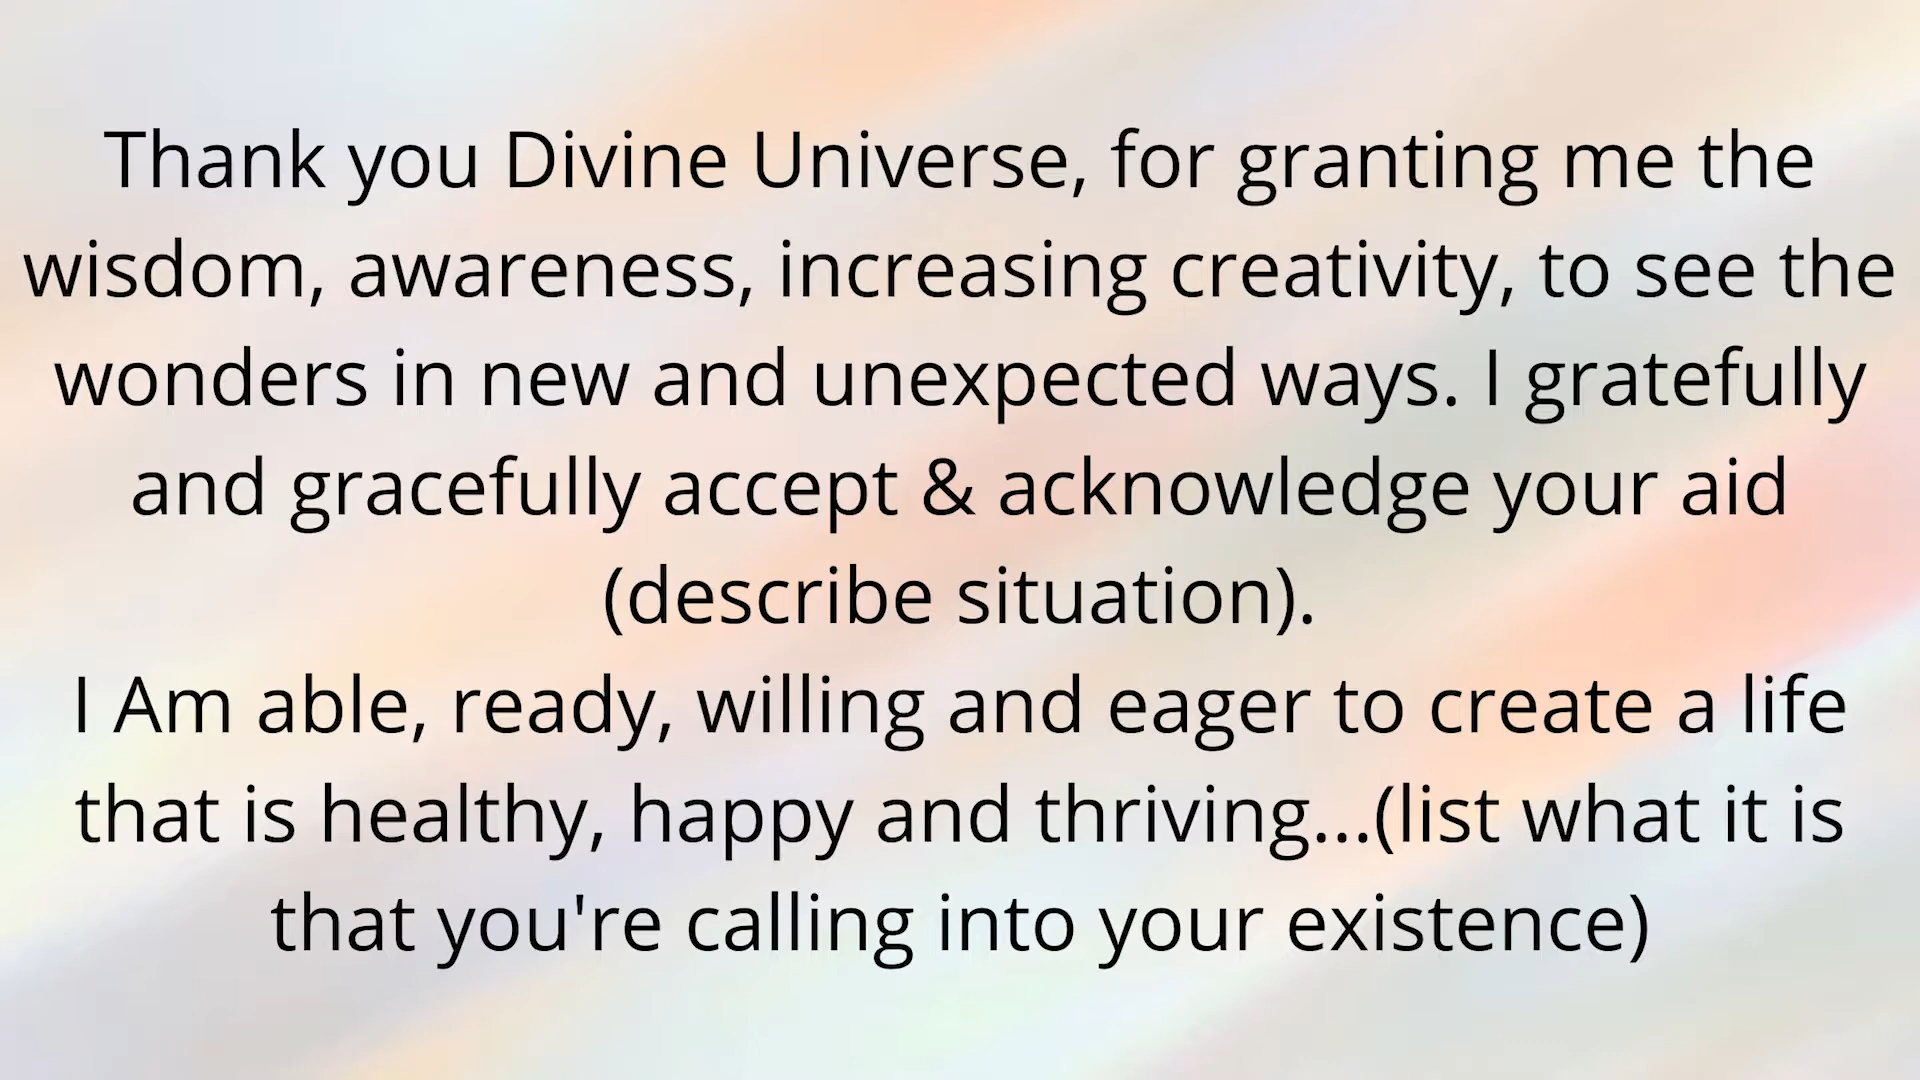 Thank you Divine Universe, for granting me the
wisdom, awareness, increasing creativity, to see the
wonders in new and unexpected ways. I gratefully
and gracefully accept & acknowledge your aid
(describe situation).
I Am able, ready, willing and eager to create a life
that is healthy, happy and thriving...(list what it is
that you're calling into your existence)